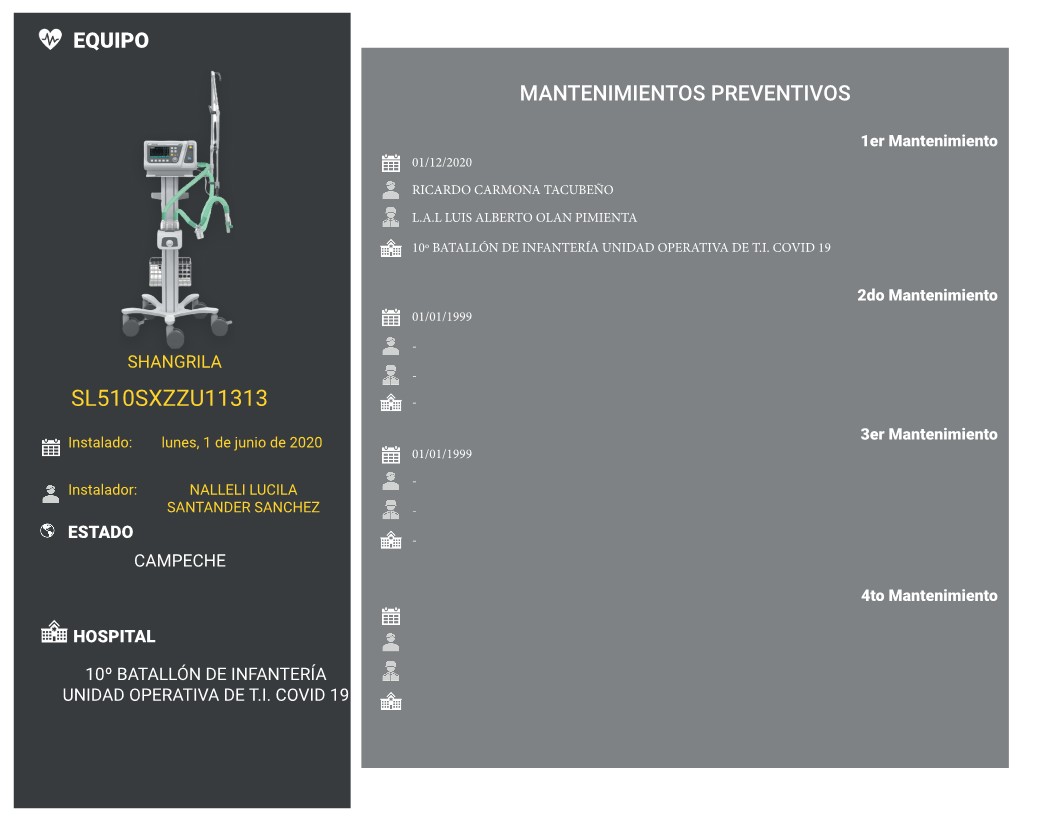 EQUIPO
SHANGRILA
SL510SXZZU11313
Instalado: lunes, 1 de junio de 2020
Instalador: NALLELI LUCILA
SANTANDER SANCHEZ
ESTADO
CAMPECHE
HOSPITAL
10º BATALLÓN DE INFANTERÍA
UNIDAD OPERATIVA DE T.I. COVID 19
MANTENIMIENTOS PREVENTIVOS
1er Mantenimiento
01/12/2020
RICARDO CARMONA TACUBEÑO
L.A.I. LUIS ALBERTO OLAN PIMIENTA
10º BATALLÓN DE INFANTERÍA UNIDAD OPERATIVA DE T.I. COVID 19
2do Mantenimiento
01/01/1999
-
-
-
3er Mantenimiento
01/01/1999
-
-
-
4to Mantenimiento